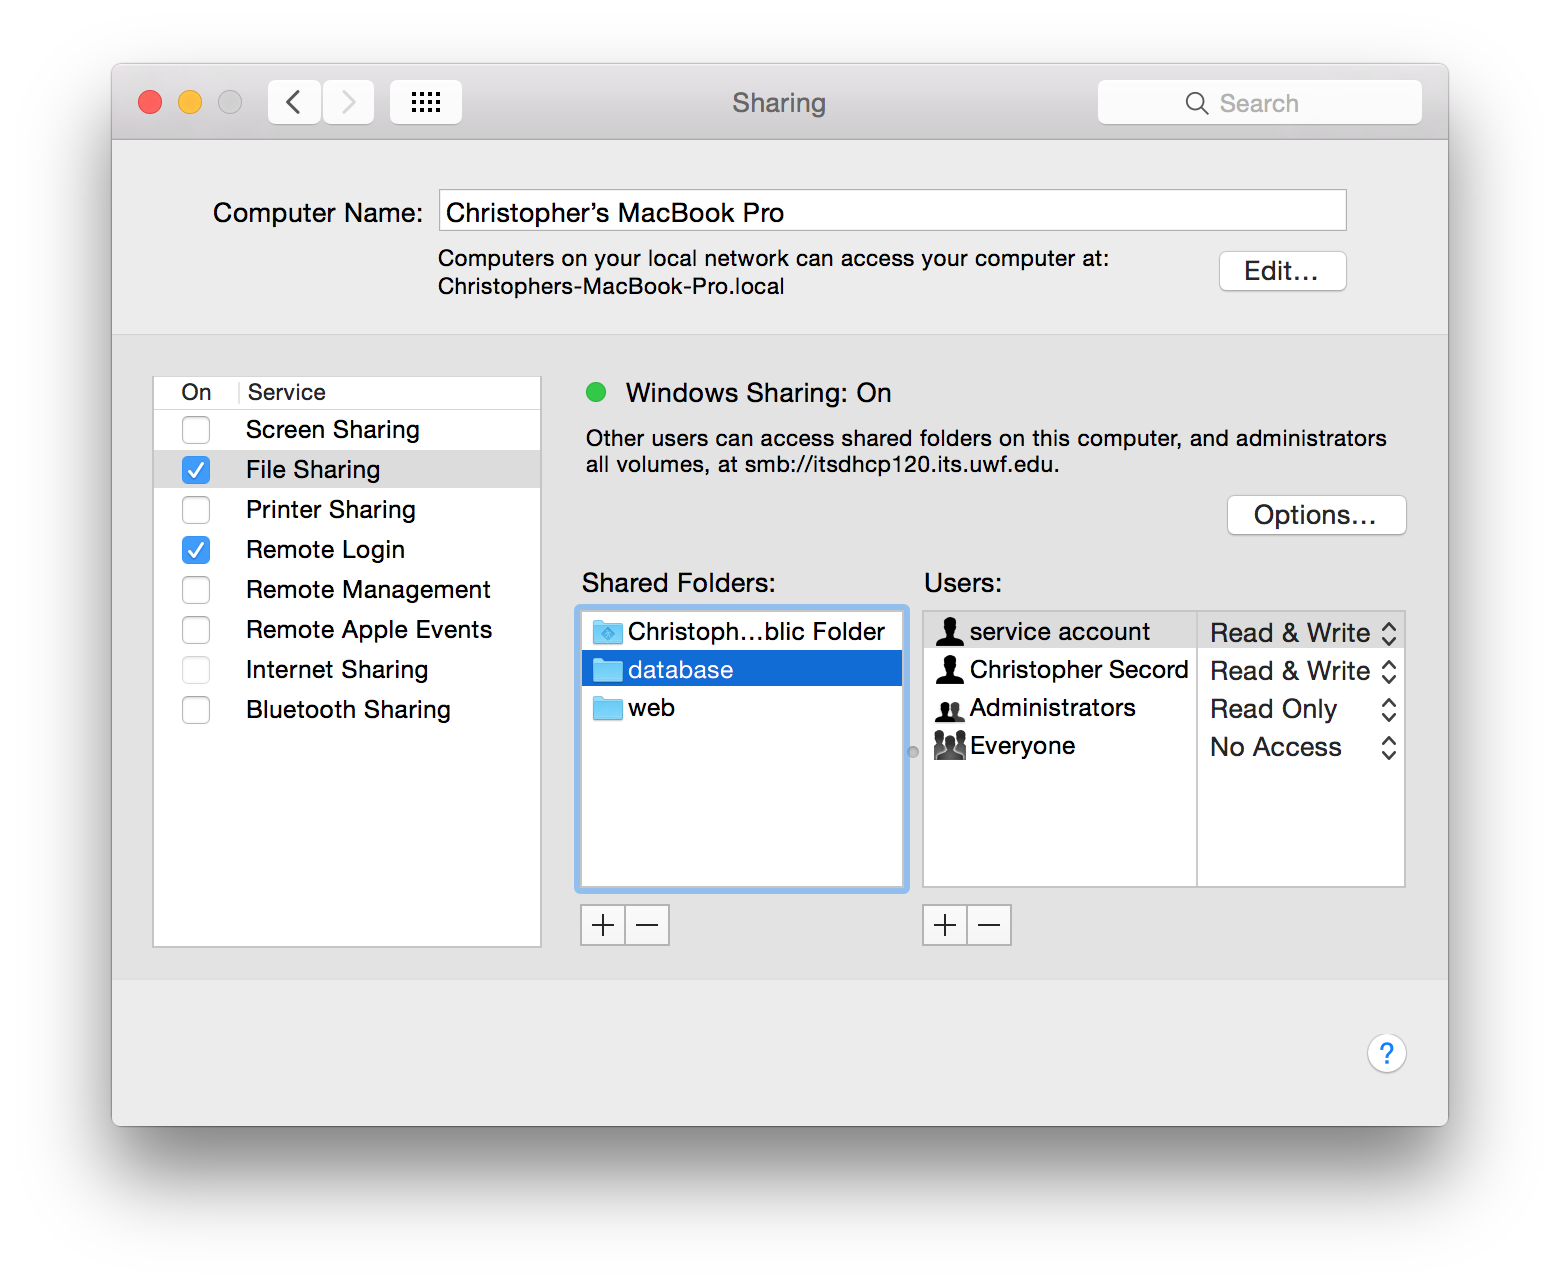 Sharing
Search
Computer Name: Christopher’s MacBook Pro
Computers on your local network can access your computer at:
Christophers-MacBook-Pro.local
Edit…
On Service
Screen Sharing
File Sharing
Printer Sharing
Remote Login
Remote Management
Remote Apple Events
Internet Sharing
Bluetooth Sharing
Windows Sharing: On
Other users can access shared folders on this computer, and administrators
all volumes, at smb://itsdhcp120.its.uwf.edu.
Options…
Shared Folders:
Christoph…blic Folder
database
web
Users:
service account Read & Write
Christopher Secord Read & Write
Administrators Read Only
Everyone No Access
?